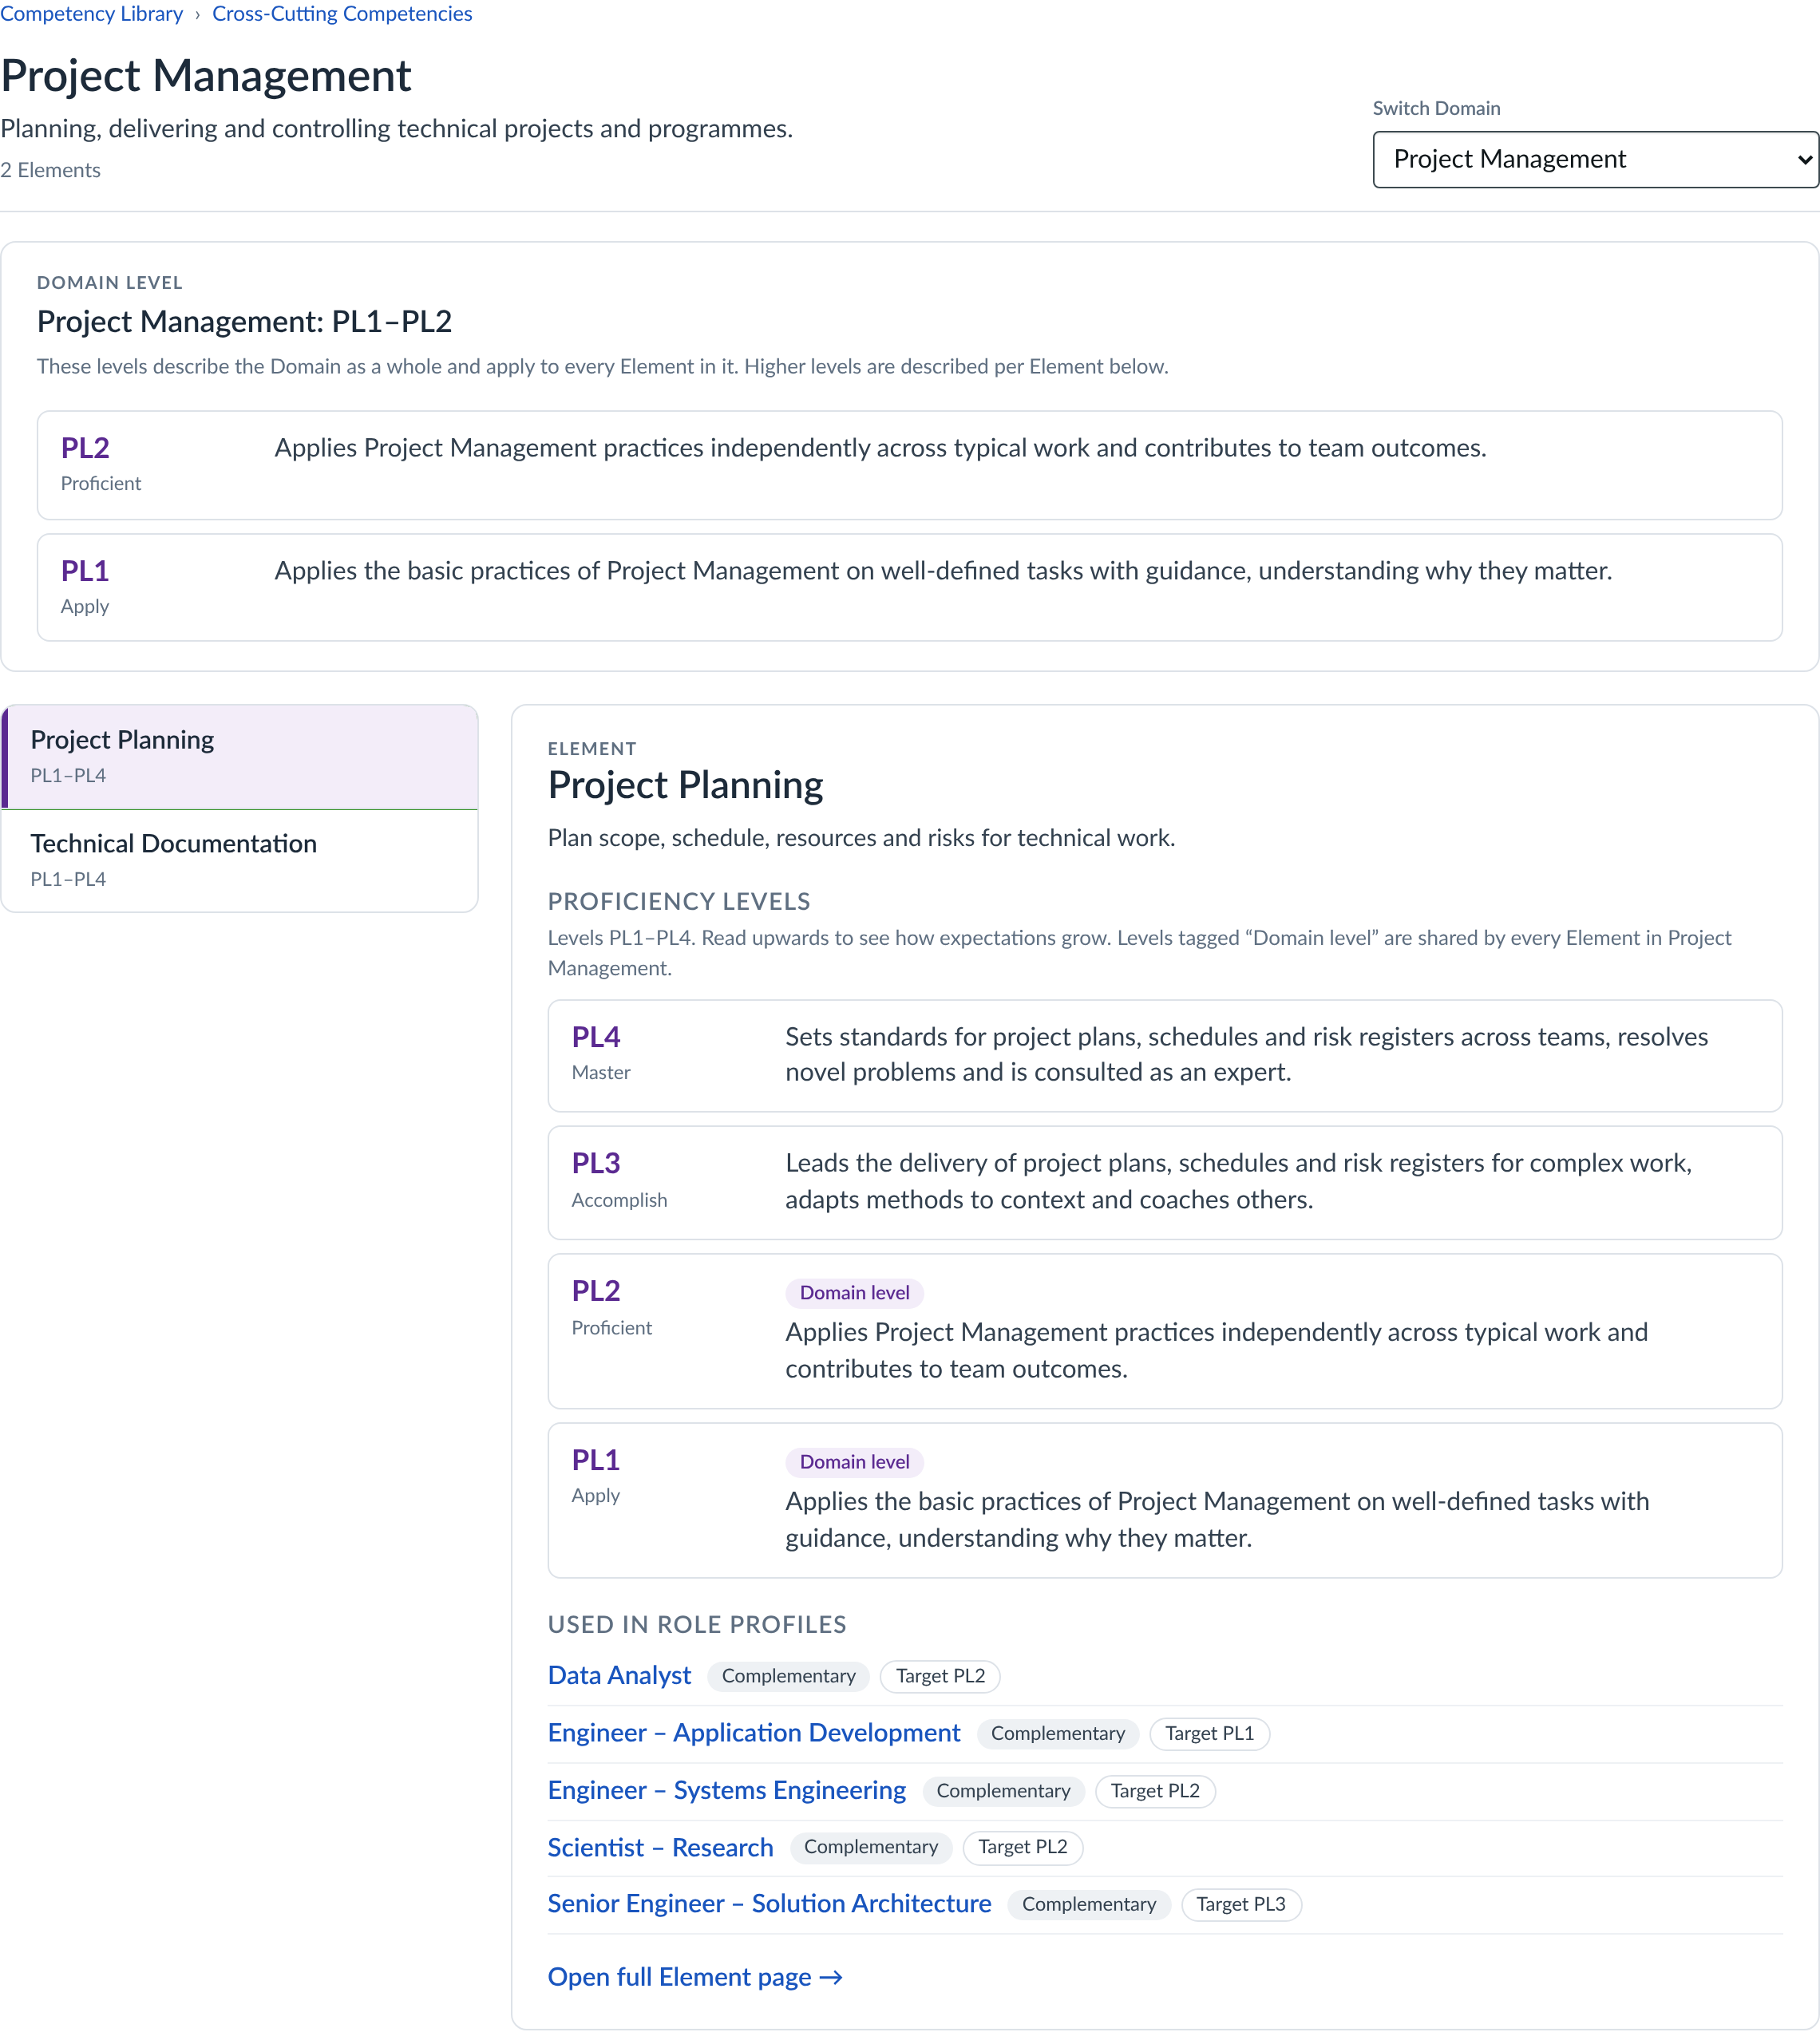 Competency Library › Cross-Cutting Competencies
Project Management
Planning, delivering and controlling technical projects and programmes.
2 Elements
Switch Domain
Project Management
DOMAIN LEVEL
Project Management: PL1–PL2
These levels describe the Domain as a whole and apply to every Element in it. Higher levels are described per Element below.
PL2
Proficient
Applies Project Management practices independently across typical work and contributes to team outcomes.
PL1
Apply
Applies the basic practices of Project Management on well-defined tasks with guidance, understanding why they matter.
Project Planning
PL1–PL4
Technical Documentation
PL1–PL4
ELEMENT
Project Planning
Plan scope, schedule, resources and risks for technical work.
PROFICIENCY LEVELS
Levels PL1–PL4. Read upwards to see how expectations grow. Levels tagged “Domain level” are shared by every Element in Project
Management.
PL4
Master
Sets standards for project plans, schedules and risk registers across teams, resolves
novel problems and is consulted as an expert.
PL3
Accomplish
Leads the delivery of project plans, schedules and risk registers for complex work,
adapts methods to context and coaches others.
PL2
Proficient
Domain level
Applies Project Management practices independently across typical work and
contributes to team outcomes.
PL1
Apply
Domain level
Applies the basic practices of Project Management on well-defined tasks with
guidance, understanding why they matter.
USED IN ROLE PROFILES
Data Analyst Complementary Target PL2
Engineer – Application Development Complementary Target PL1
Engineer – Systems Engineering Complementary Target PL2
Scientist – Research Complementary Target PL2
Senior Engineer – Solution Architecture Complementary Target PL3
Open full Element page →